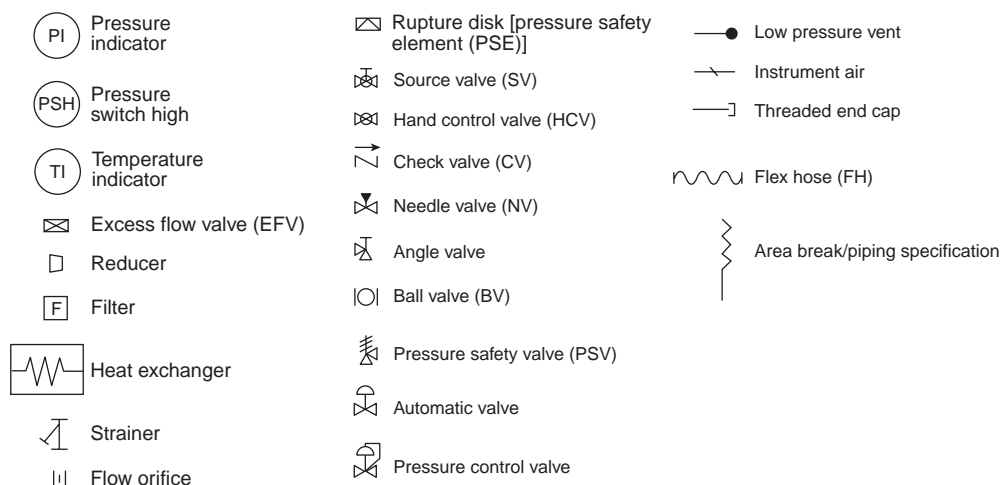 PI
Pressure
indicator
PSH
Pressure
switch high
TI
Temperature
indicator
Excess flow valve (EFV)
Reducer
F
Filter
Heat exchanger
Strainer
Flow orifice
Rupture disk [pressure safety
element (PSE)]
Source valve (SV)
Hand control valve (HCV)
Check valve (CV)
Needle valve (NV)
Angle valve
Ball valve (BV)
Pressure safety valve (PSV)
Automatic valve
Pressure control valve
Low pressure vent
Instrument air
Threaded end cap
Flex hose (FH)
Area break/piping specification